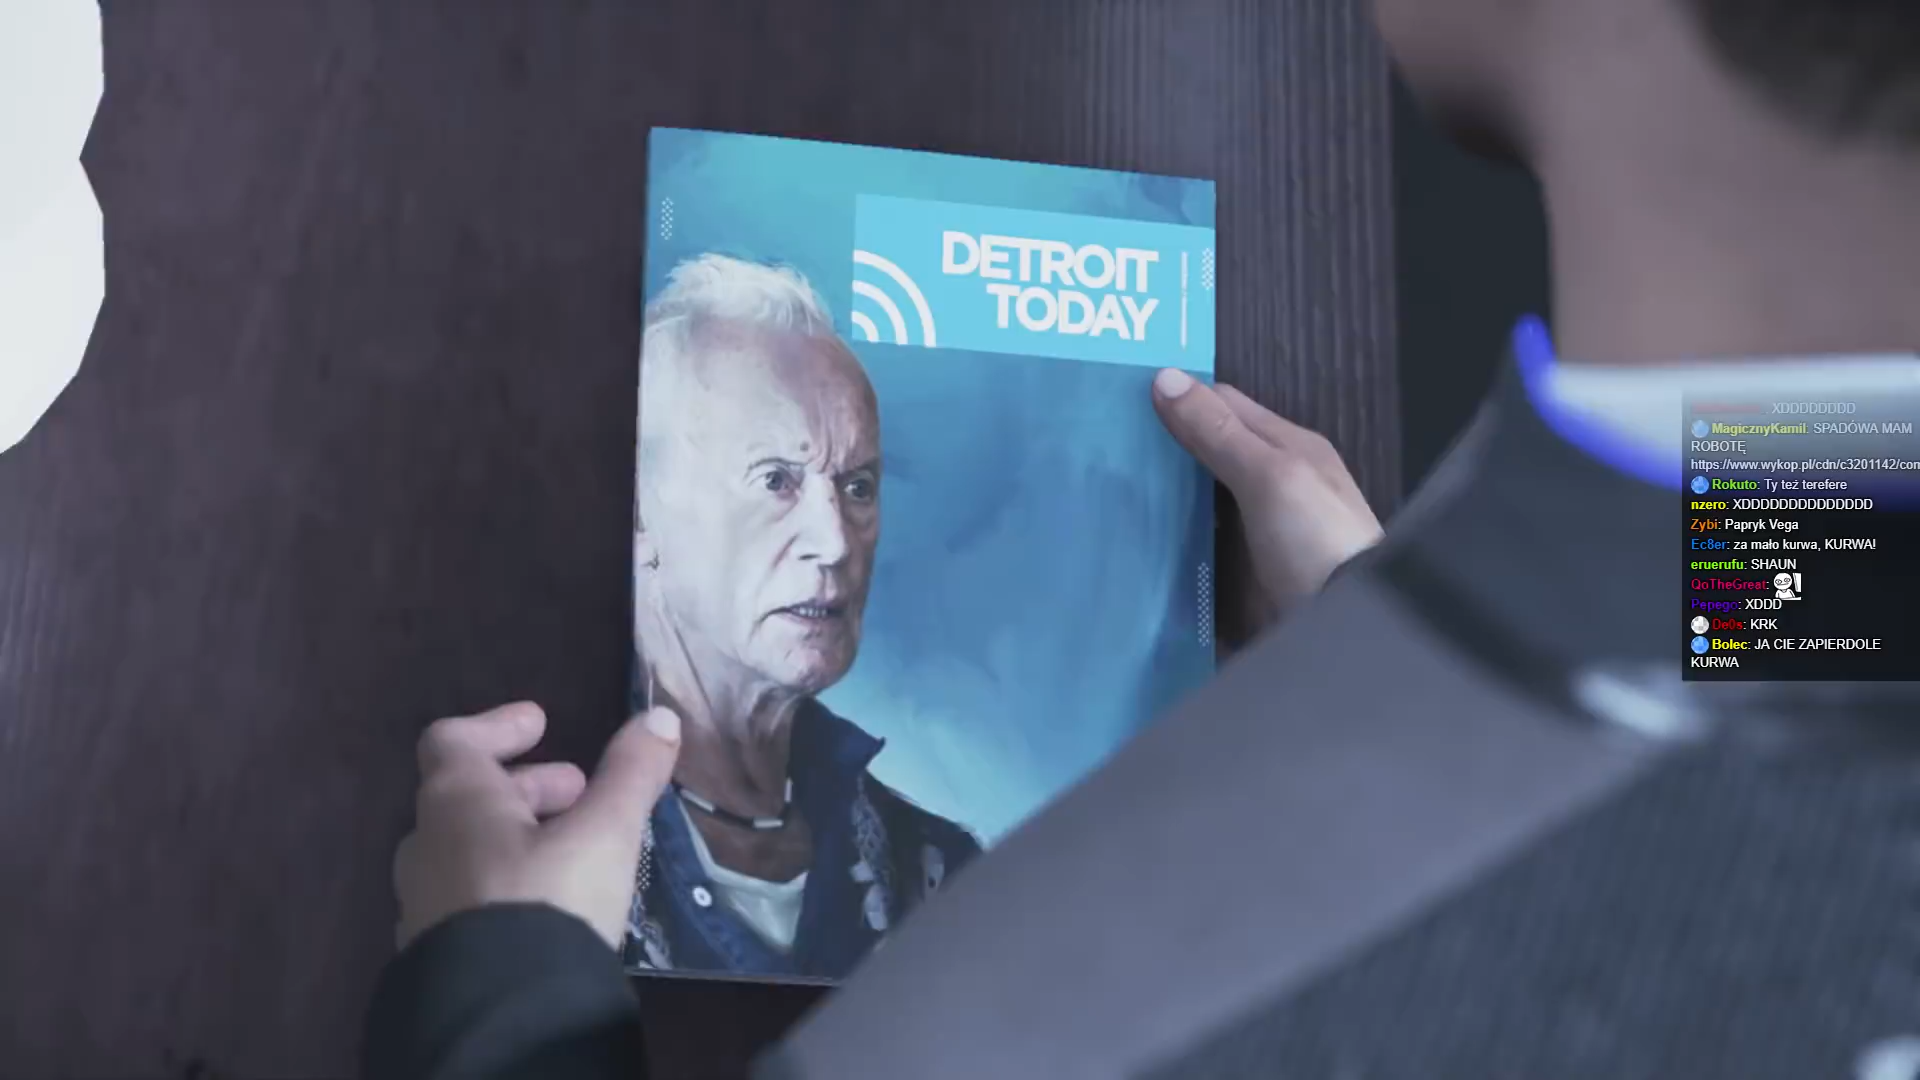 DETROIT
TODAY
XDDDDDDDD
MagicznyKamil: SPADÓWA MAM
ROBOTĘ
https://www.wykop.pl/cdn/c3201142/con
Rokuto: Ty też terefere
nzero: XDDDDDDDDDDDDDD
Zybi: Papryk Vega
Ec8er: za mało kurwa, KURWA!
eruerufu: SHAUN
QoTheGreat:
Pepego: XDDD
De0s: KRK
Bolec: JA CIE ZAPIERDOLE
KURWA